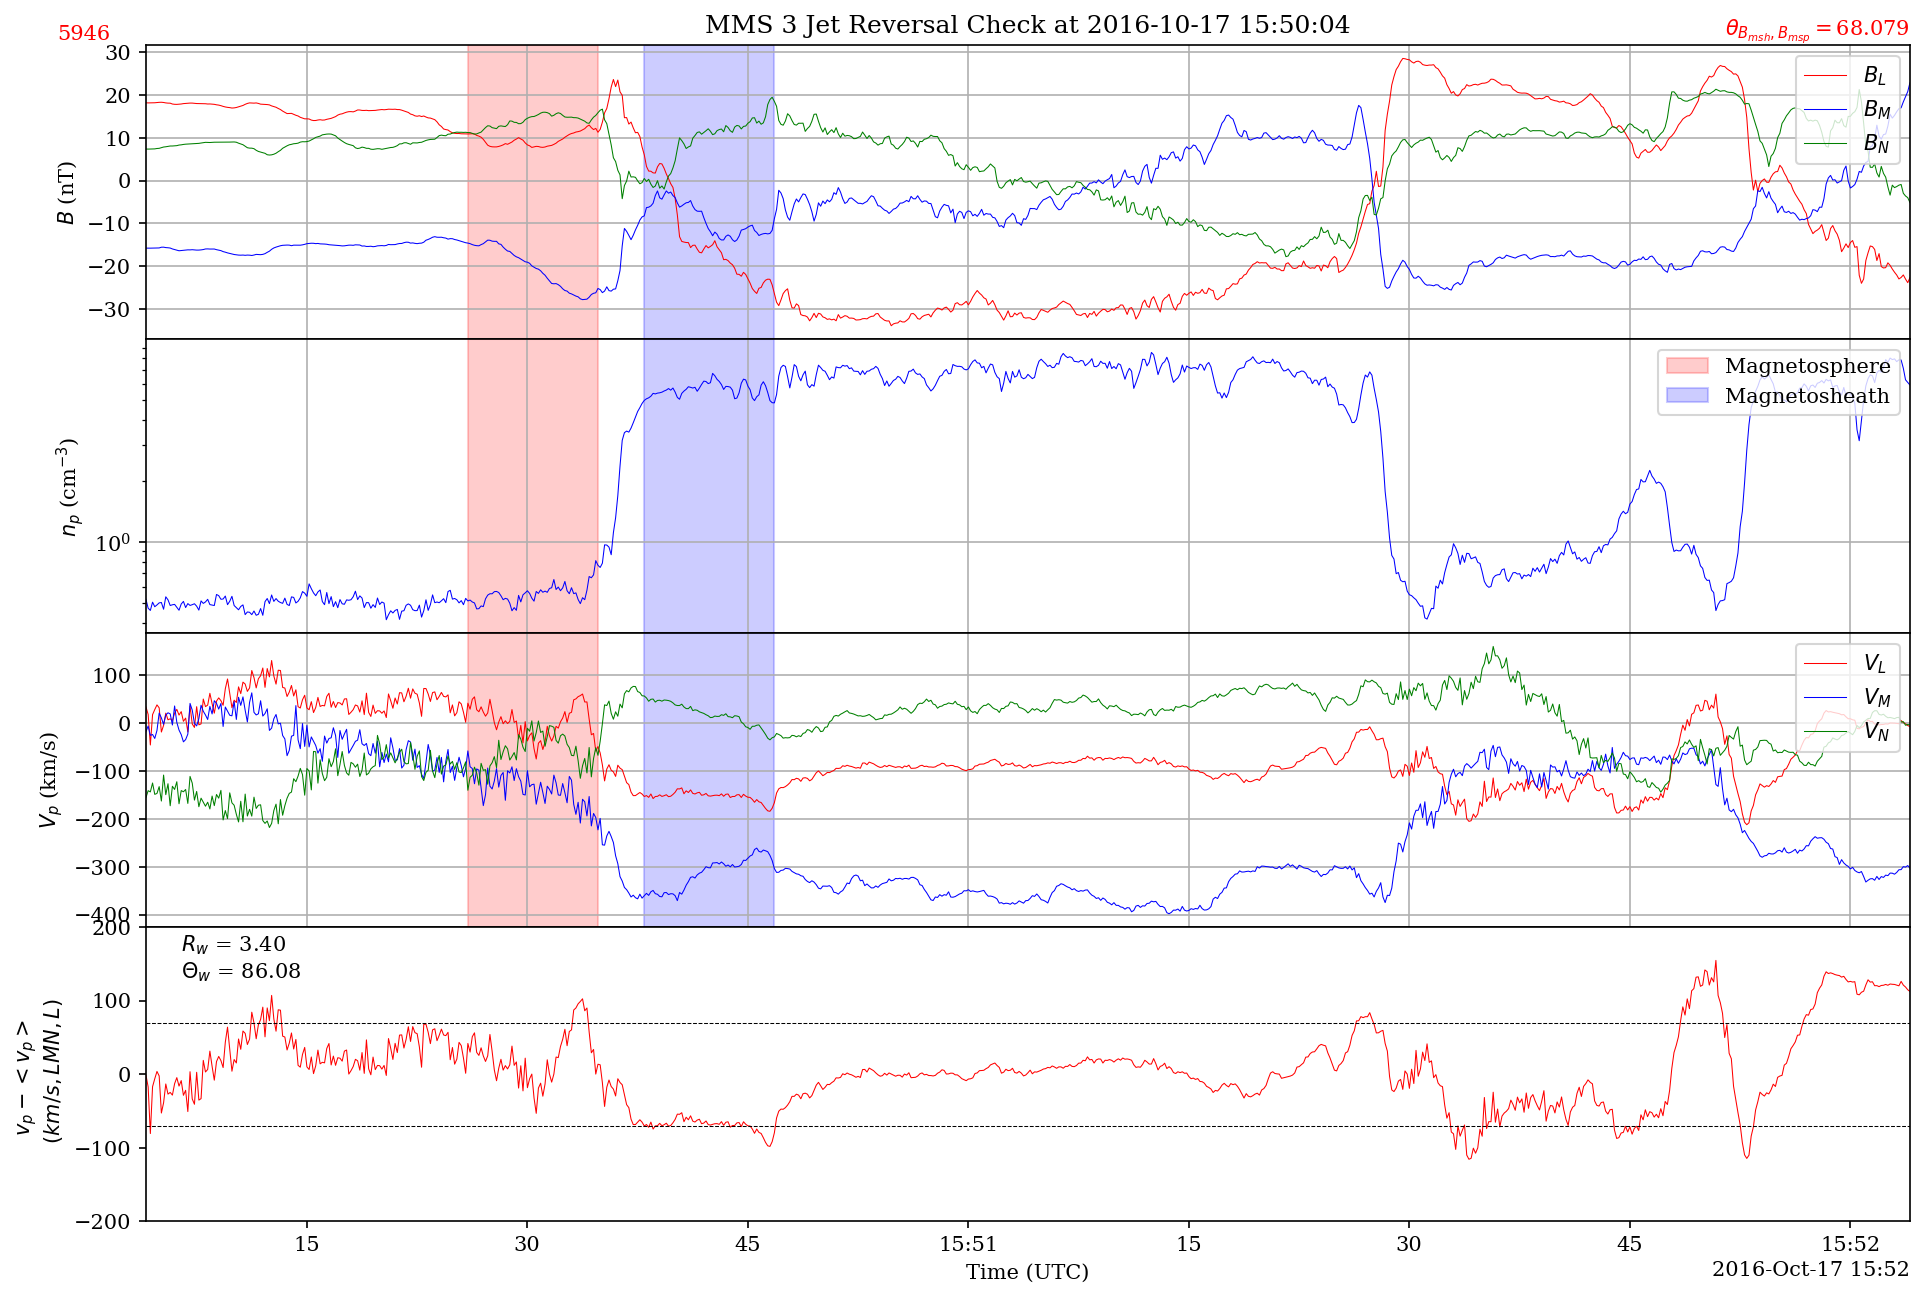 5946
MMS 3 Jet Reversal Check at 2016-10-17 15:50:04
θ_{B_{msh}, B_{msp}} = 68.079
30
20
10
0
−10
−20
−30
B (nT)
B_L
B_M
B_N
10^0
n_p (cm^{−3})
Magnetosphere
Magnetosheath
100
0
−100
−200
−300
−400
V_p (km/s)
V_L
V_M
V_N
200
100
0
−100
−200
v_p − < v_p >
(km/s, LMN, L)
R_w = 3.40
Θ_w = 86.08
15 30 45 15:51 15 30 45 15:52
Time (UTC)
2016-Oct-17 15:52